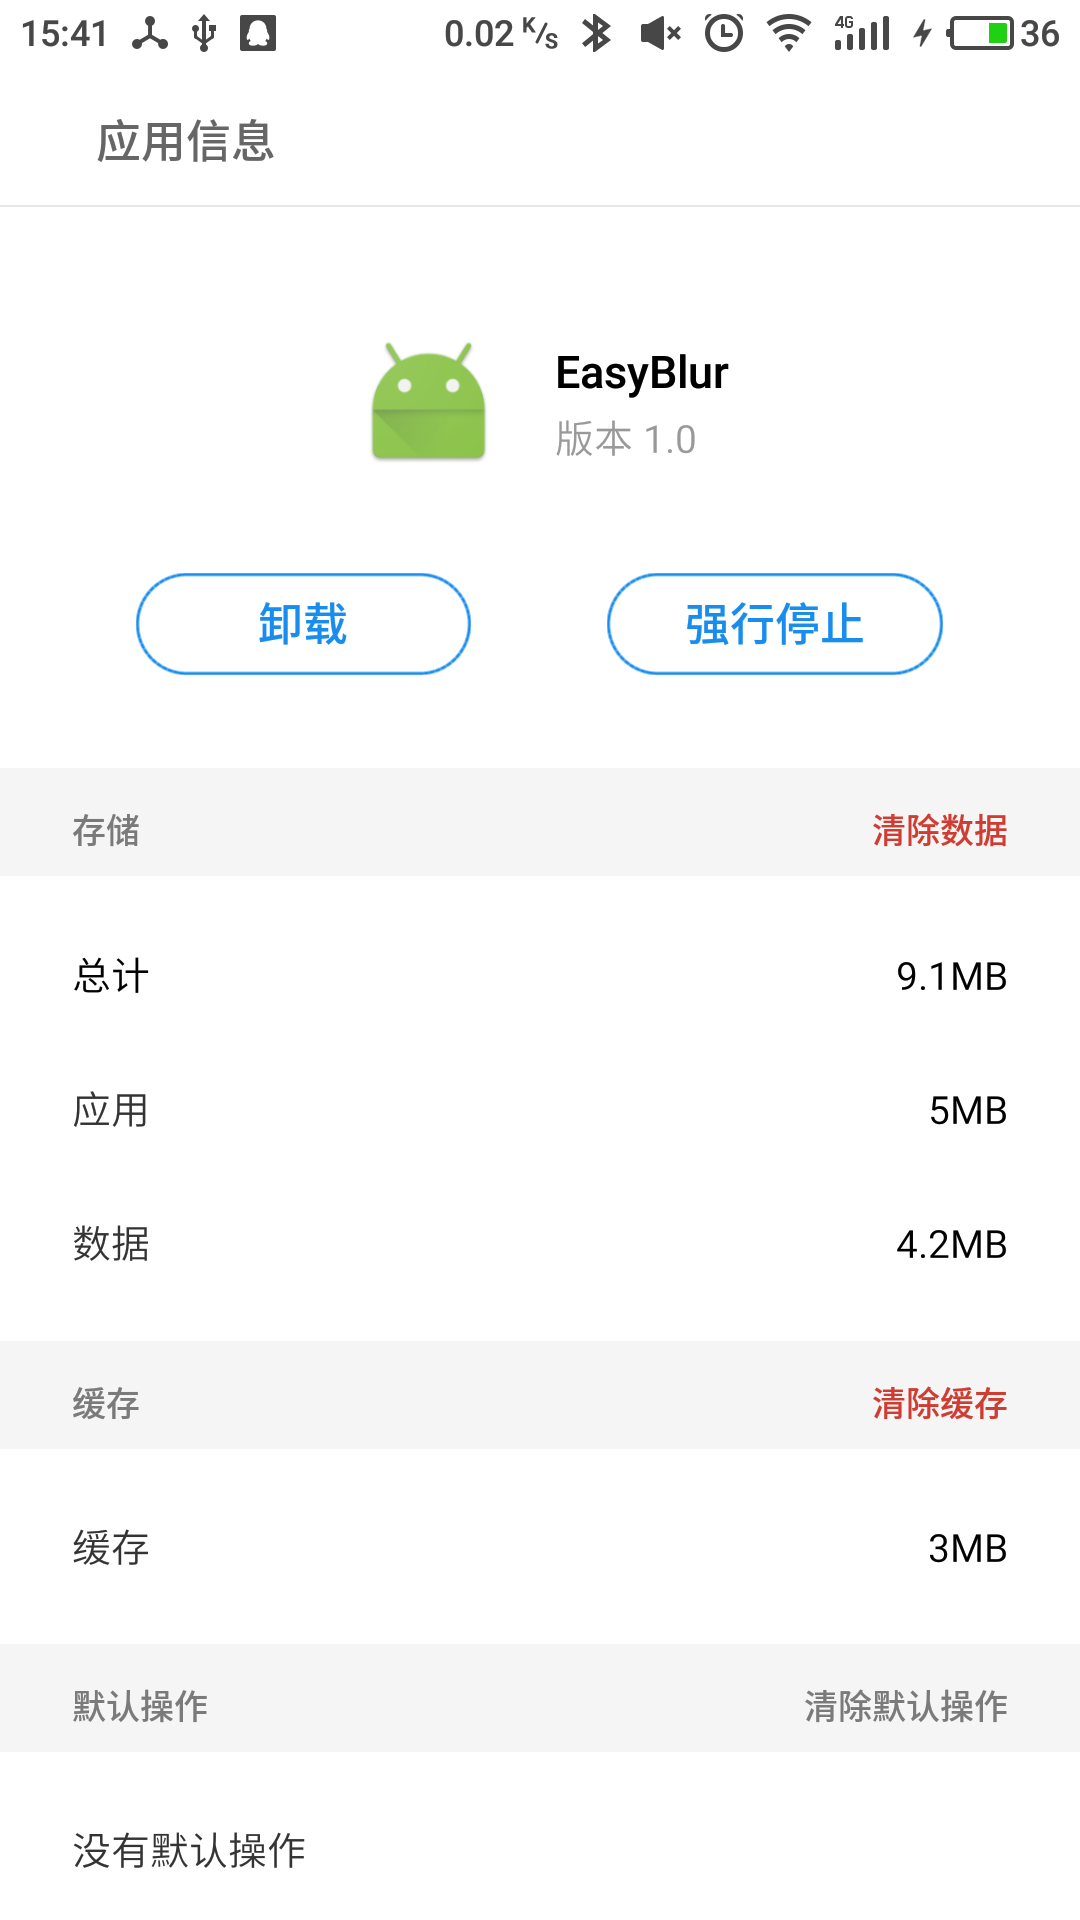 15:41 0.02 K/s 4G 36
应用信息
EasyBlur
版本 1.0
卸载 强行停止
存储 清除数据
总计 9.1MB
应用 5MB
数据 4.2MB
缓存 清除缓存
缓存 3MB
默认操作 清除默认操作
没有默认操作